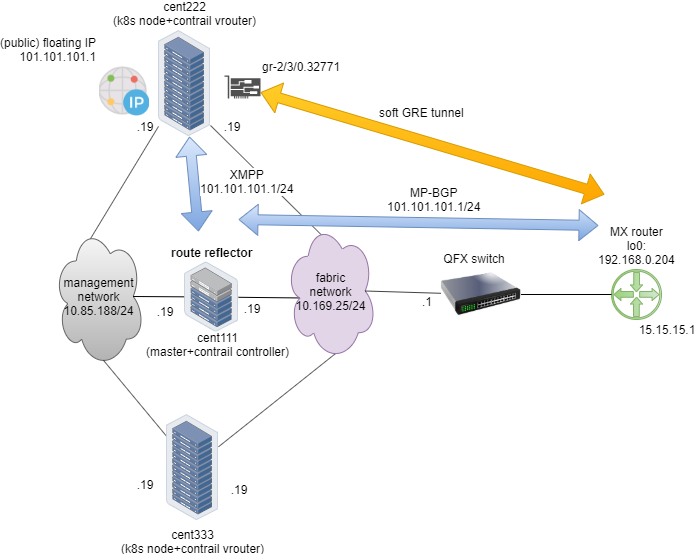 cent222
(k8s node+contrail vrouter)
(public) floating IP
101.101.101.1
IP
gr-2/3/0.32771
.19
.19
soft GRE tunnel
XMPP
101.101.101.1/24
MP-BGP
101.101.101.1/24
MX router
lo0:
192.168.0.204
route reflector
QFX switch
management
network
10.85.188/24
fabric
network
10.169.25/24
.19
.19
.1
15.15.15.1
cent111
(master+contrail controller)
.19
.19
cent333
(k8s node+contrail vrouter)